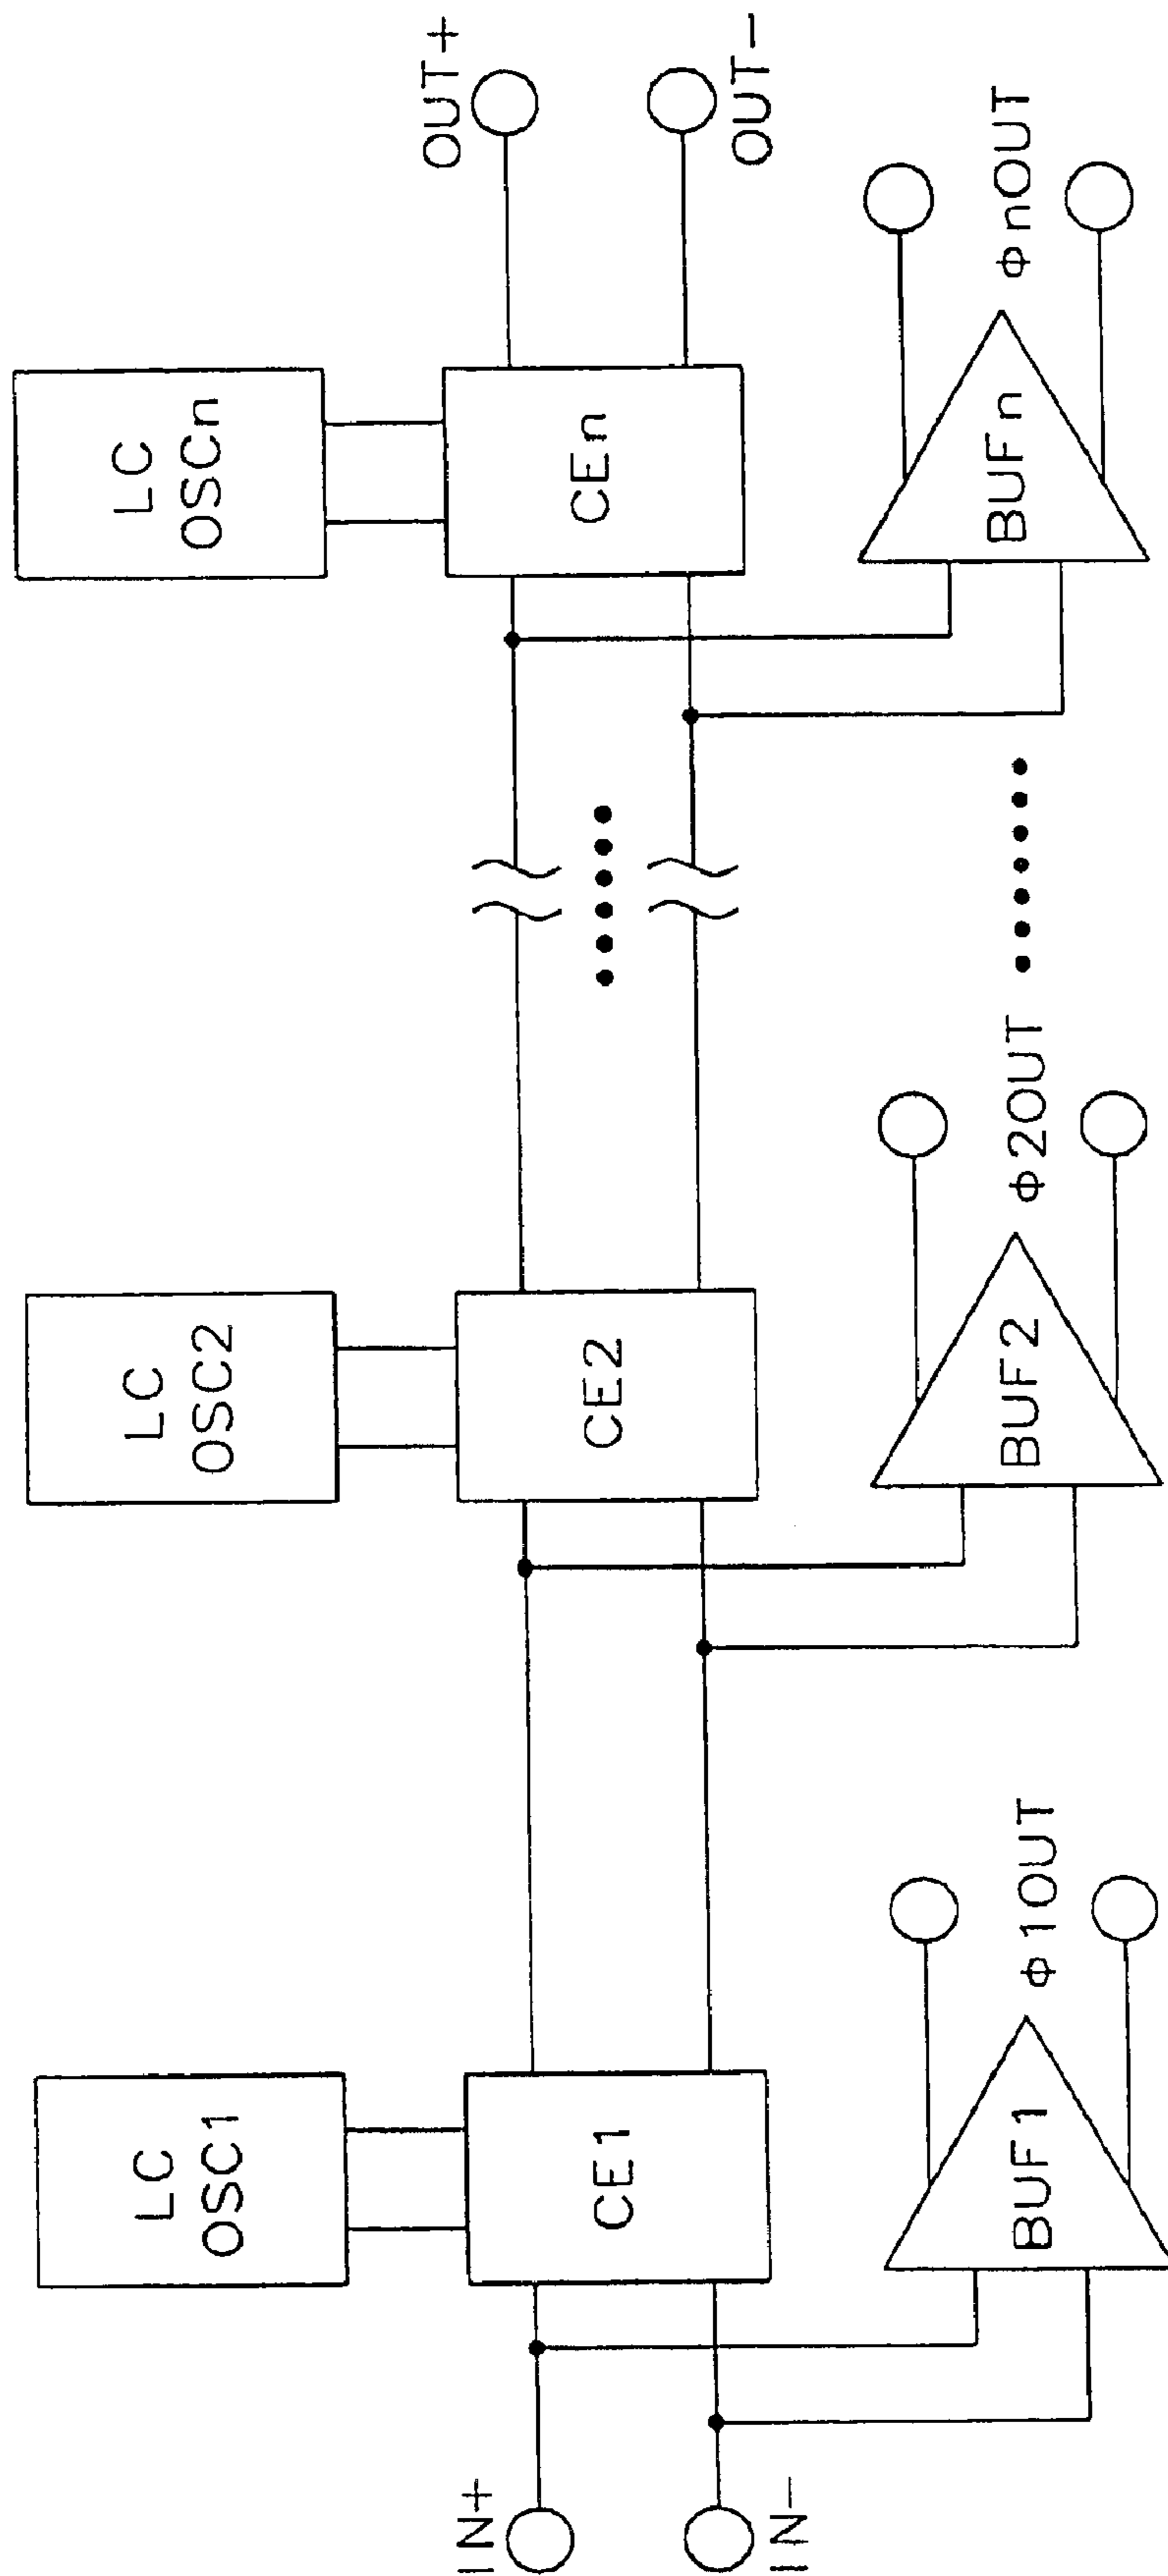 LC
OSC1
LC
OSC2
LC
OSCn
IN+
OUT+
CE1
CE2
CEn
IN-
OUT-
BUF1
Φ1OUT
BUF2
Φ2OUT
BUFn
ΦnOUT